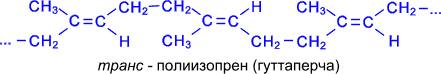 CH₃ CH₂–CH₂ H CH₃ CH₂–...
C=C C=C C=C
...–CH₂ H CH₃ CH₂–CH₂ H
транс - полиизопрен (гуттаперча)